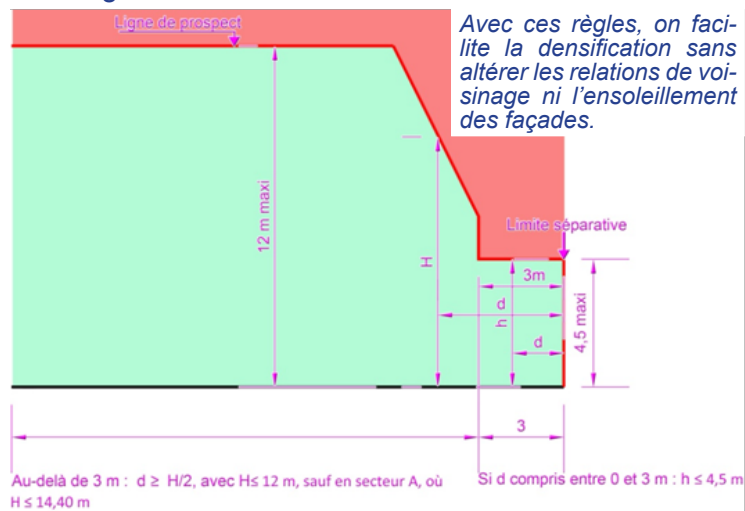 Ligne de prospect
Avec ces règles, on faci-
lite la densification sans
altérer les relations de voi-
sinage ni l'ensoleillement
des façades.
12 m maxi
H
Limite séparative
3m
d
h
d
4,5 maxi
3
Au-delà de 3 m : d ≥ H/2, avec H≤ 12 m, sauf en secteur A, où
H ≤ 14,40 m
Si d compris entre 0 et 3 m : h ≤ 4,5 m